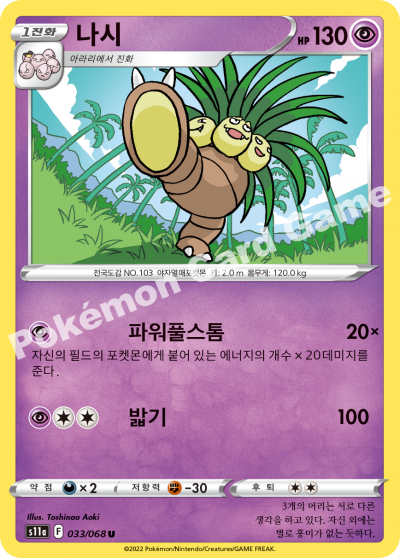 1진화
나시
HP 130
아라리에서 진화
전국도감 NO.103 야자열매포켓몬 키: 2.0 m 몸무게: 120.0 kg
Pokémon Card Game
파워풀스톰 20×
자신의 필드의 포켓몬에게 붙어 있는 에너지의 개수 × 20데미지를
준다.
밟기 100
약점 ×2 저항력 -30 후퇴
Illus. Toshinao Aoki
s11a F 033/068 U
3개의 머리는 서로 다른
생각을 하고 있다. 자신 외에는
별로 흥미가 없는 듯하다.
©2022 Pokémon/Nintendo/Creatures/GAME FREAK.